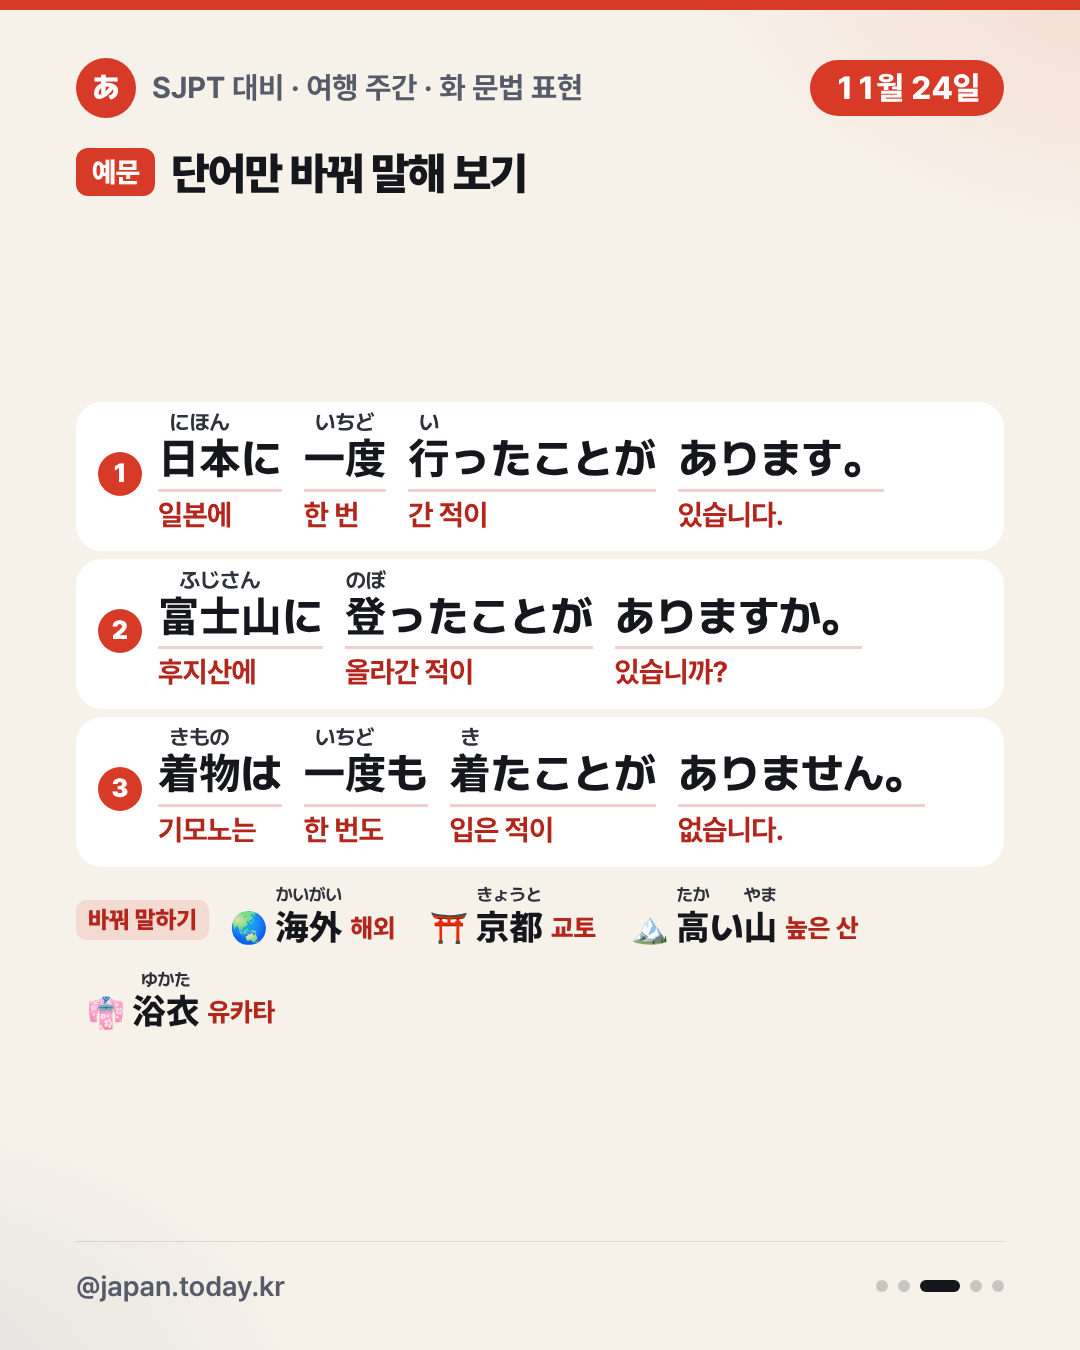 あ SJPT 대비 · 여행 주간 · 화 문법 표현 11월 24일
예문 단어만 바꿔 말해 보기
にほん いちど い
1 日本に 一度 行ったことが あります。
일본에 한 번 간 적이 있습니다.
ふじさん のぼ
2 富士山に 登ったことが ありますか。
후지산에 올라간 적이 있습니까?
きもの いちど き
3 着物は 一度も 着たことが ありません。
기모노는 한 번도 입은 적이 없습니다.
かいがい きょうと たか やま
바꿔 말하기 海外 해외 京都 교토 高い山 높은 산
ゆかた
浴衣 유카타
@japan.today.kr